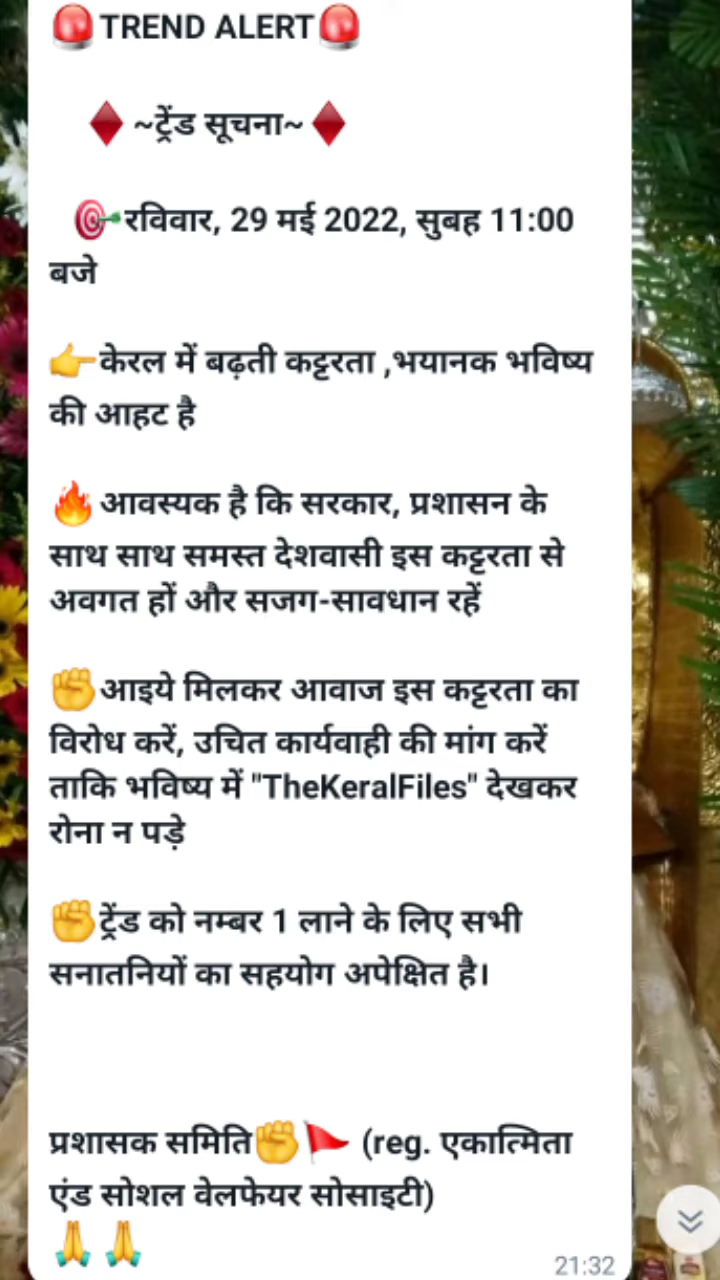 🚨TREND ALERT🚨
♦️~ट्रेंड सूचना~♦️
🎯रविवार, 29 मई 2022, सुबह 11:00
बजे
👉केरल में बढ़ती कट्टरता ,भयानक भविष्य
की आहट है
🔥आवस्यक है कि सरकार, प्रशासन के
साथ साथ समस्त देशवासी इस कट्टरता से
अवगत हों और सजग-सावधान रहें
✊आइये मिलकर आवाज इस कट्टरता का
विरोध करें, उचित कार्यवाही की मांग करें
ताकि भविष्य में "TheKeralFiles" देखकर
रोना न पड़े
✊ट्रेंड को नम्बर 1 लाने के लिए सभी
सनातनियों का सहयोग अपेक्षित है।
प्रशासक समिति✊🚩 (reg. एकात्मिता
एंड सोशल वेलफेयर सोसाइटी)
🙏🙏
21:32